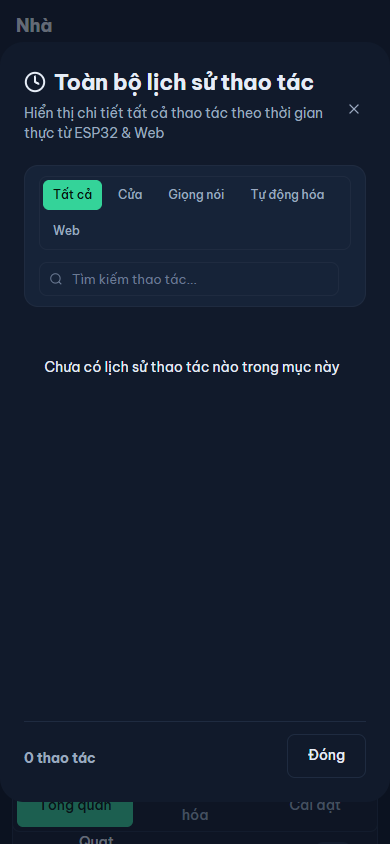 Nhà
Toàn bộ lịch sử thao tác
Hiển thị chi tiết tất cả thao tác theo thời gian
thực từ ESP32 & Web
Tất cả
Cửa
Giọng nói
Tự động hóa
Web
Tìm kiếm thao tác...
Chưa có lịch sử thao tác nào trong mục này
0 thao tác
Đóng
Tổng quan
hóa
Cài đặt
Quạt